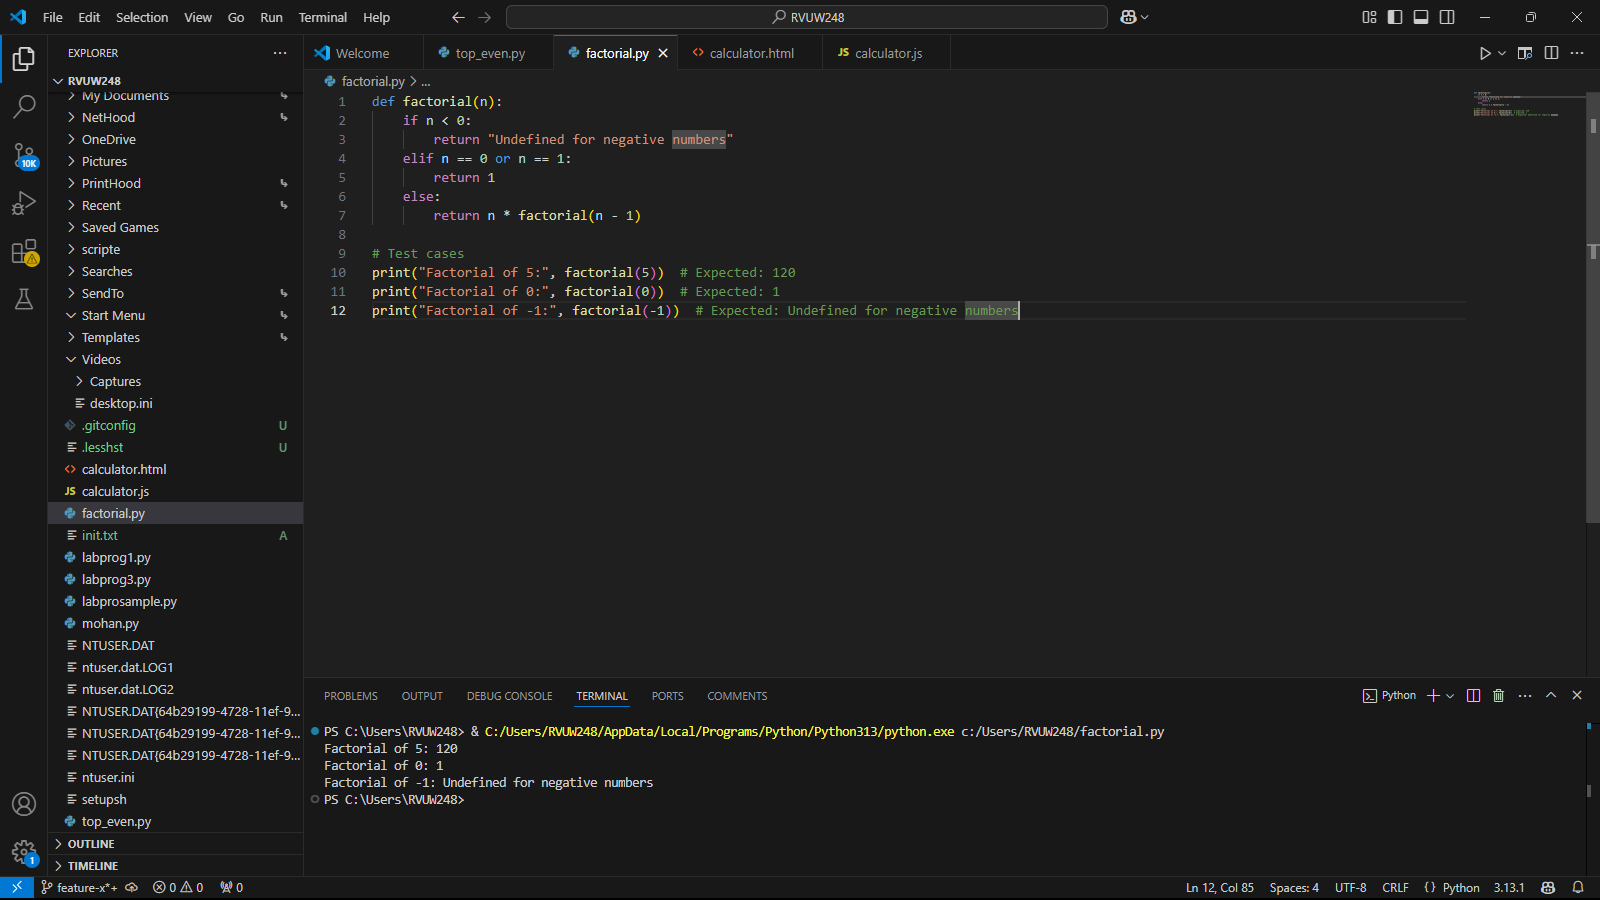 File Edit Selection View Go Run Terminal Help
RVUW248
EXPLORER
RVUW248
My Documents
NetHood
OneDrive
Pictures
PrintHood
Recent
Saved Games
scripte
Searches
SendTo
Start Menu
Templates
Videos
Captures
desktop.ini
.gitconfig U
.lesshst U
calculator.html
JS calculator.js
factorial.py
init.txt A
labprog1.py
labprog3.py
labprosample.py
mohan.py
NTUSER.DAT
ntuser.dat.LOG1
ntuser.dat.LOG2
NTUSER.DAT{64b29199-4728-11ef-9...
NTUSER.DAT{64b29199-4728-11ef-9...
NTUSER.DAT{64b29199-4728-11ef-9...
ntuser.ini
setupsh
top_even.py
OUTLINE
TIMELINE
10K
1
Welcome top_even.py factorial.py calculator.html JS calculator.js
factorial.py > ...
1 def factorial(n):
2 if n < 0:
3 return "Undefined for negative numbers"
4 elif n == 0 or n == 1:
5 return 1
6 else:
7 return n * factorial(n - 1)
8
9 # Test cases
10 print("Factorial of 5:", factorial(5))  # Expected: 120
11 print("Factorial of 0:", factorial(0))  # Expected: 1
12 print("Factorial of -1:", factorial(-1))  # Expected: Undefined for negative numbers
PROBLEMS OUTPUT DEBUG CONSOLE TERMINAL PORTS COMMENTS
Python
PS C:\Users\RVUW248> & C:/Users/RVUW248/AppData/Local/Programs/Python/Python313/python.exe c:/Users/RVUW248/factorial.py
Factorial of 5: 120
Factorial of 0: 1
Factorial of -1: Undefined for negative numbers
PS C:\Users\RVUW248>
feature-x*+ 0 0 0
Ln 12, Col 85 Spaces: 4 UTF-8 CRLF {} Python 3.13.1